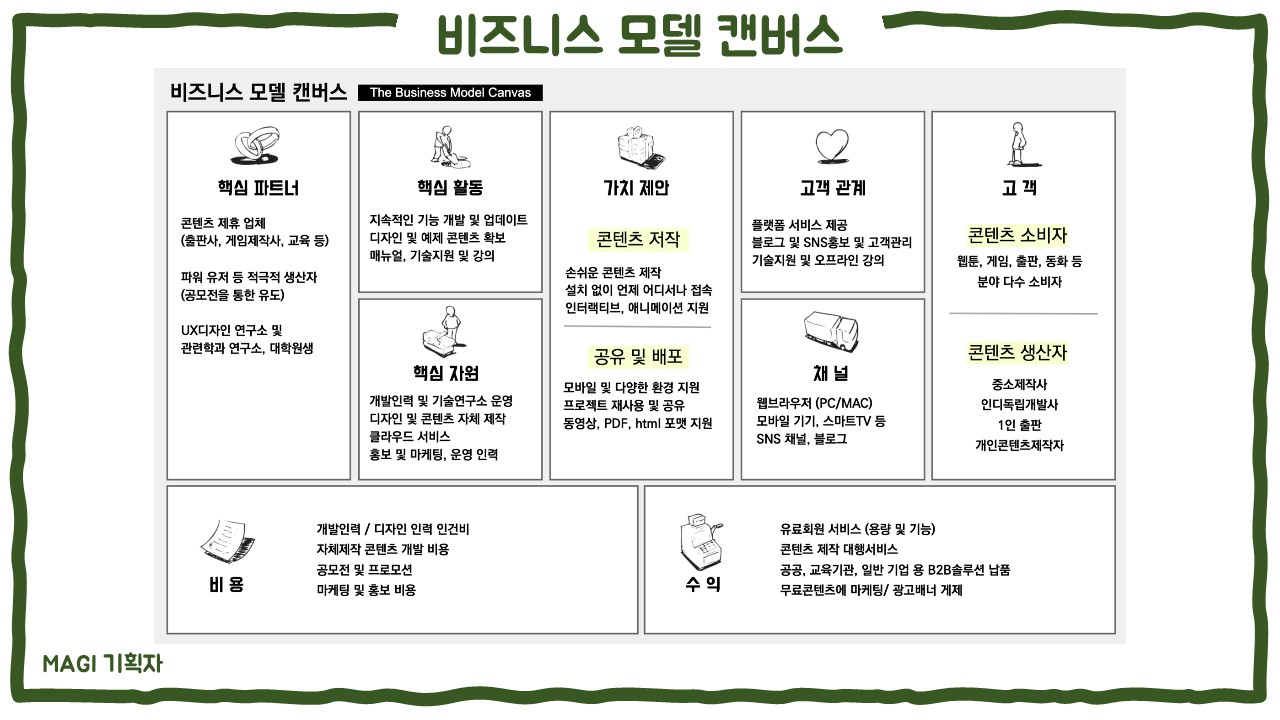 비즈니스 모델 캔버스
비즈니스 모델 캔버스 The Business Model Canvas
핵심 파트너
콘텐츠 제휴 업체
(출판사, 게임제작사, 교육 등)
파워 유저 등 적극적 생산자
(공모전을 통한 유도)
UX디자인 연구소 및
관련학과 연구소, 대학원생
핵심 활동
지속적인 기능 개발 및 업데이트
디자인 및 예제 콘텐츠 확보
매뉴얼, 기술지원 및 강의
핵심 자원
개발인력 및 기술연구소 운영
디자인 및 콘텐츠 자체 제작
클라우드 서비스
홍보 및 마케팅, 운영 인력
가치 제안
콘텐츠 저작
손쉬운 콘텐츠 제작
설치 없이 언제 어디서나 접속
인터랙티브, 애니메이션 지원
공유 및 배포
모바일 및 다양한 환경 지원
프로젝트 재사용 및 공유
동영상, PDF, html 포맷 지원
고객 관계
플랫폼 서비스 제공
블로그 및 SNS홍보 및 고객관리
기술지원 및 오프라인 강의
채 널
웹브라우저 (PC/MAC)
모바일 기기, 스마트TV 등
SNS 채널, 블로그
고 객
콘텐츠 소비자
웹툰, 게임, 출판, 동화 등
분야 다수 소비자
콘텐츠 생산자
중소제작사
인디독립개발사
1인 출판
개인콘텐츠제작자
비 용
개발인력 / 디자인 인력 인건비
자체제작 콘텐츠 개발 비용
공모전 및 프로모션
마케팅 및 홍보 비용
수 익
유료회원 서비스 (용량 및 기능)
콘텐츠 제작 대행서비스
공공, 교육기관, 일반 기업 용 B2B솔루션 납품
무료콘텐츠에 마케팅/ 광고배너 게제
MAGI 기획자